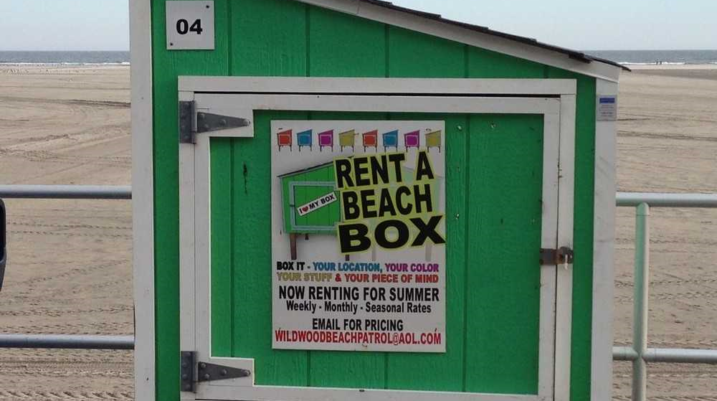 04
RENT A
BEACH
BOX
I ♥ MY BOX
BOX IT - YOUR LOCATION, YOUR COLOR
YOUR STUFF & YOUR PIECE OF MIND
NOW RENTING FOR SUMMER
Weekly - Monthly - Seasonal Rates
EMAIL FOR PRICING
WILDWOODBEACHPATROL@AOL.COM